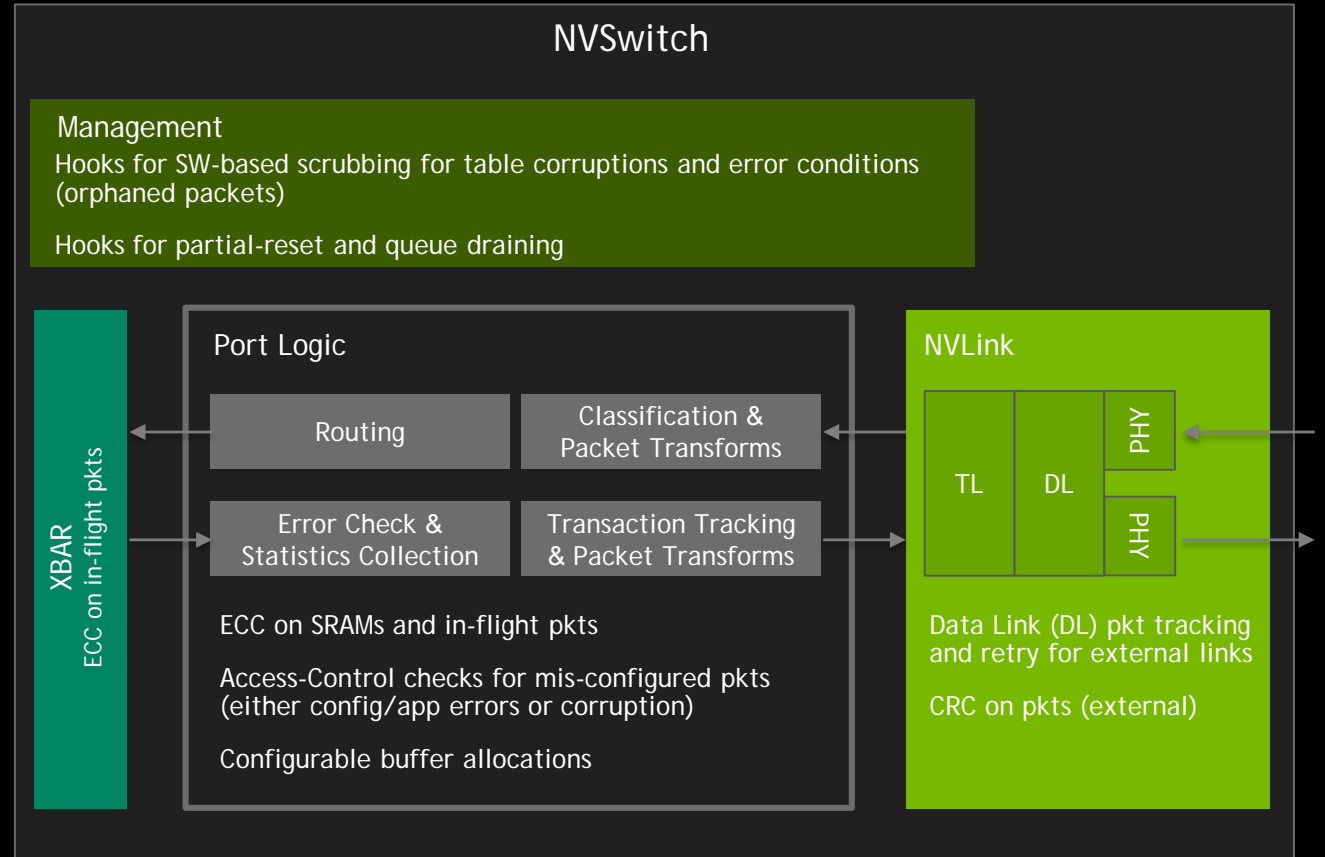 NVSwitch
Management
Hooks for SW-based scrubbing for table corruptions and error conditions
(orphaned packets)
Hooks for partial-reset and queue draining
XBAR
ECC on in-flight pkts
Port Logic
Routing
Classification &
Packet Transforms
Error Check &
Statistics Collection
Transaction Tracking
& Packet Transforms
ECC on SRAMs and in-flight pkts
Access-Control checks for mis-configured pkts
(either config/app errors or corruption)
Configurable buffer allocations
NVLink
TL
DL
PHY
PHY
Data Link (DL) pkt tracking
and retry for external links
CRC on pkts (external)